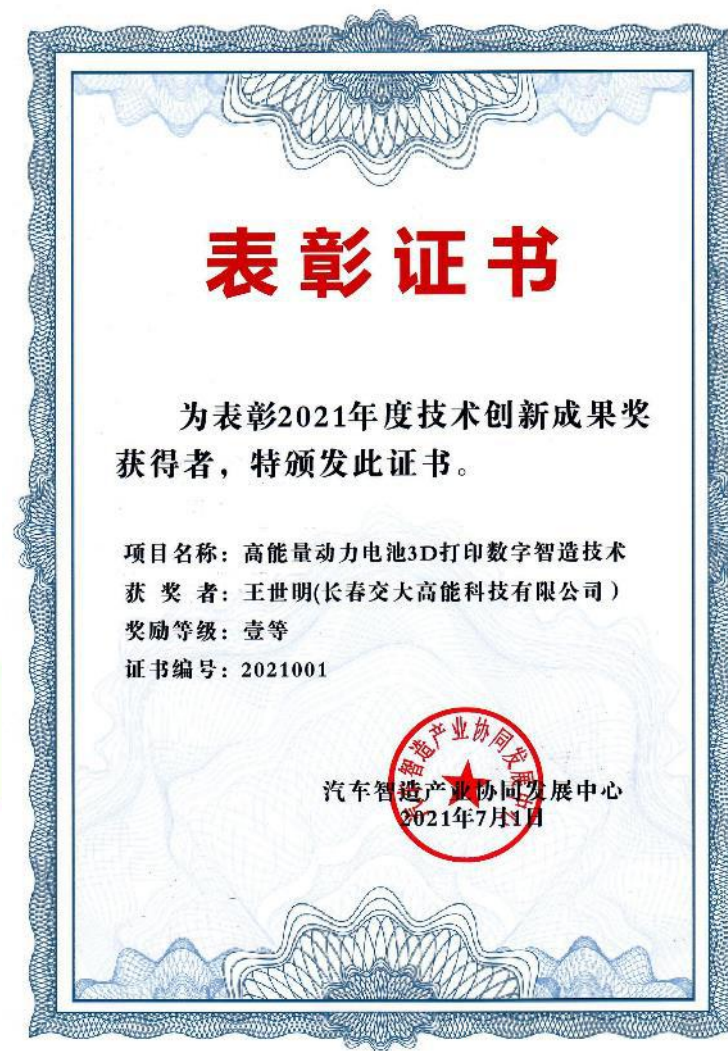 表彰证书
为表彰2021年度技术创新成果奖
获得者，特颁发此证书。
项目名称：高能量动力电池3D打印数字智造技术
获 奖 者：王世明(长春交大高能科技有限公司）
奖励等级：壹等
证书编号：2021001
汽车智造产业协同发展中心
2021年7月1日